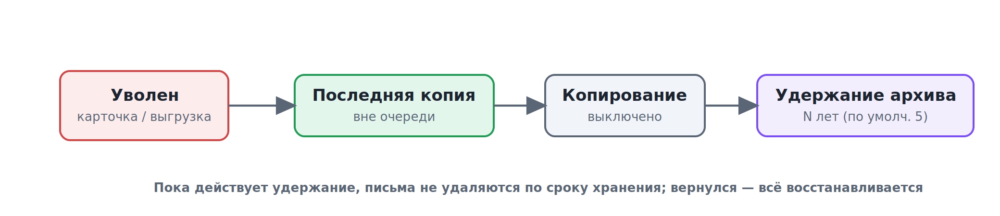 Уволен
карточка / выгрузка
Последняя копия
вне очереди
Копирование
выключено
Удержание архива
N лет (по умолч. 5)
Пока действует удержание, письма не удаляются по сроку хранения; вернулся — всё восстанавливается